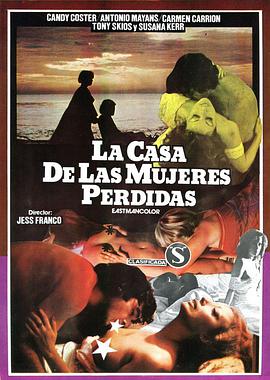 CANDY COSTER, ANTONIO MAYANS / CARMEN CARRION
TONY SKIOS & SUSANA KERR
LA CASA
DE LAS MUJERES
PERDIDAS
EASTMANCOLOR
Director:
JESS FRANCO
CLASIFICADA S